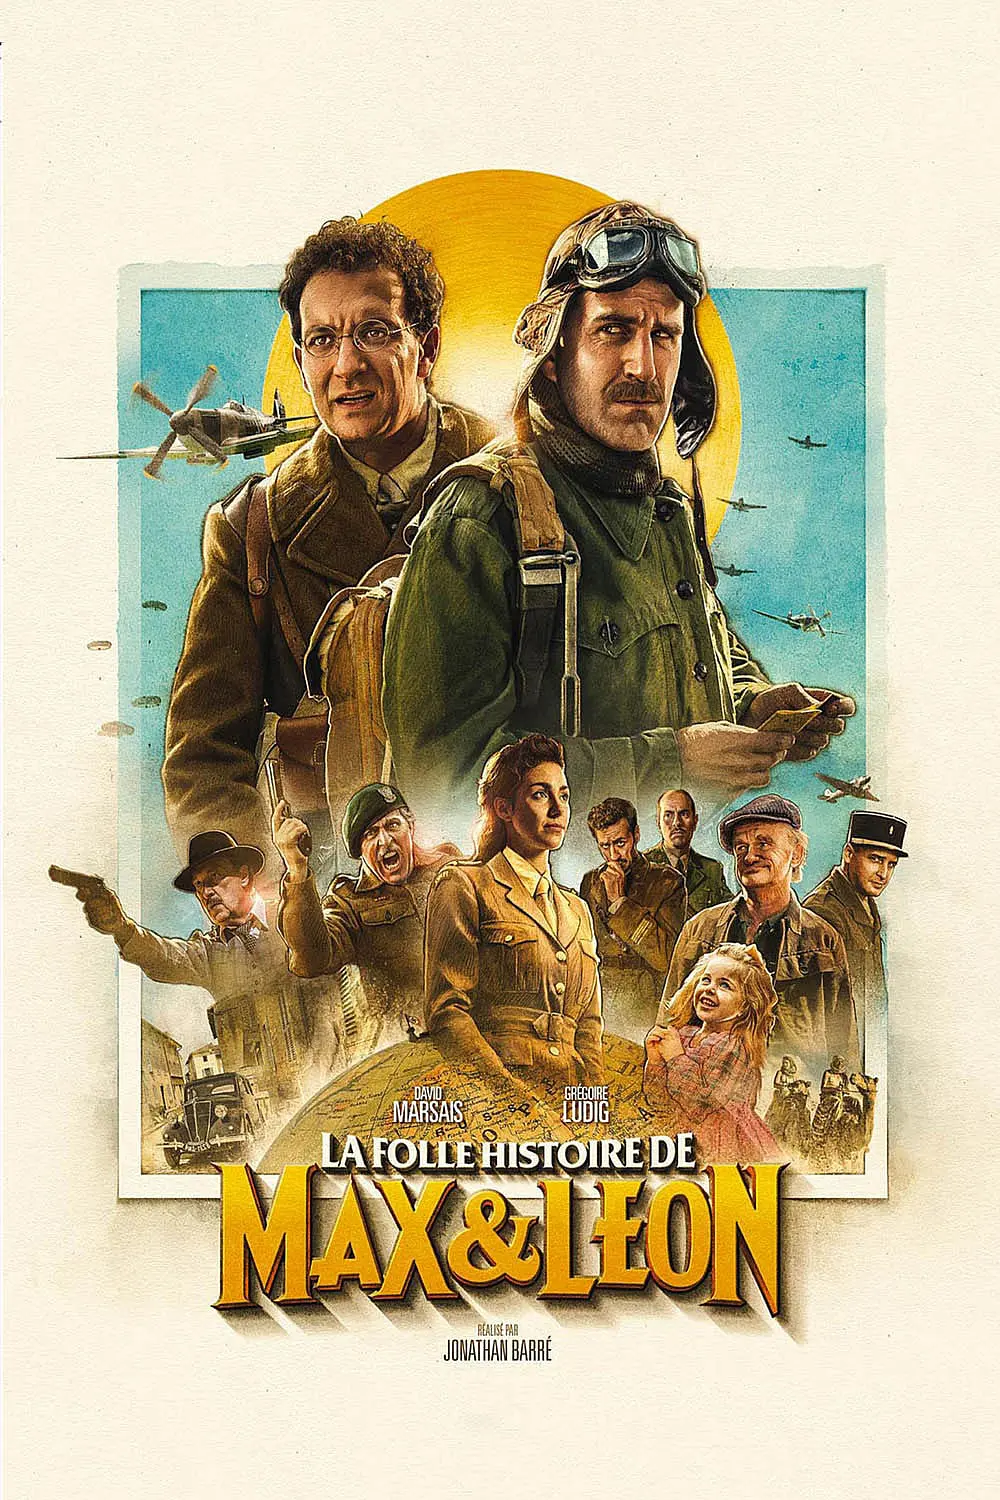 DAVID
MARSAIS
GRÉGOIRE
LUDIG
LA FOLLE HISTOIRE DE
MAX & LEON
RÉALISÉ PAR
JONATHAN BARRÉ